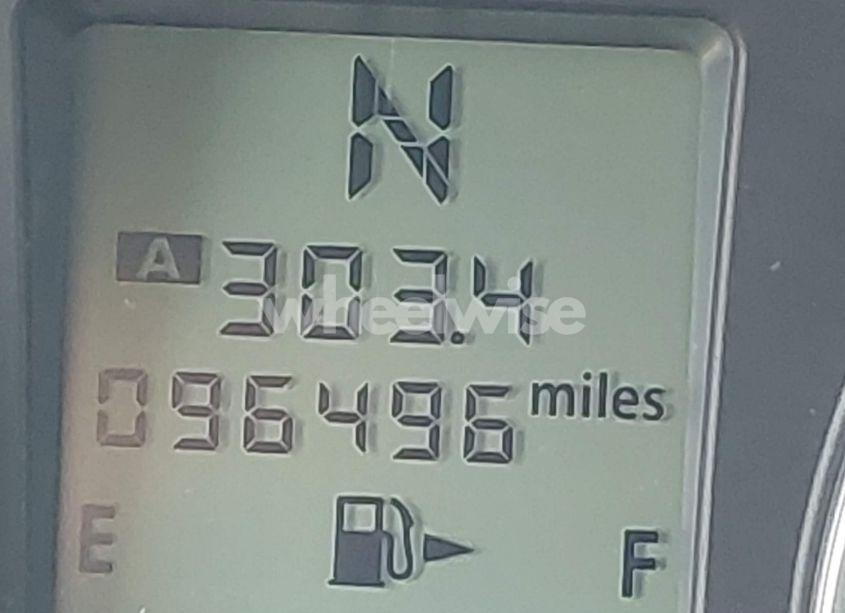 N
A 303.4
wheelwise
096496 miles
E F